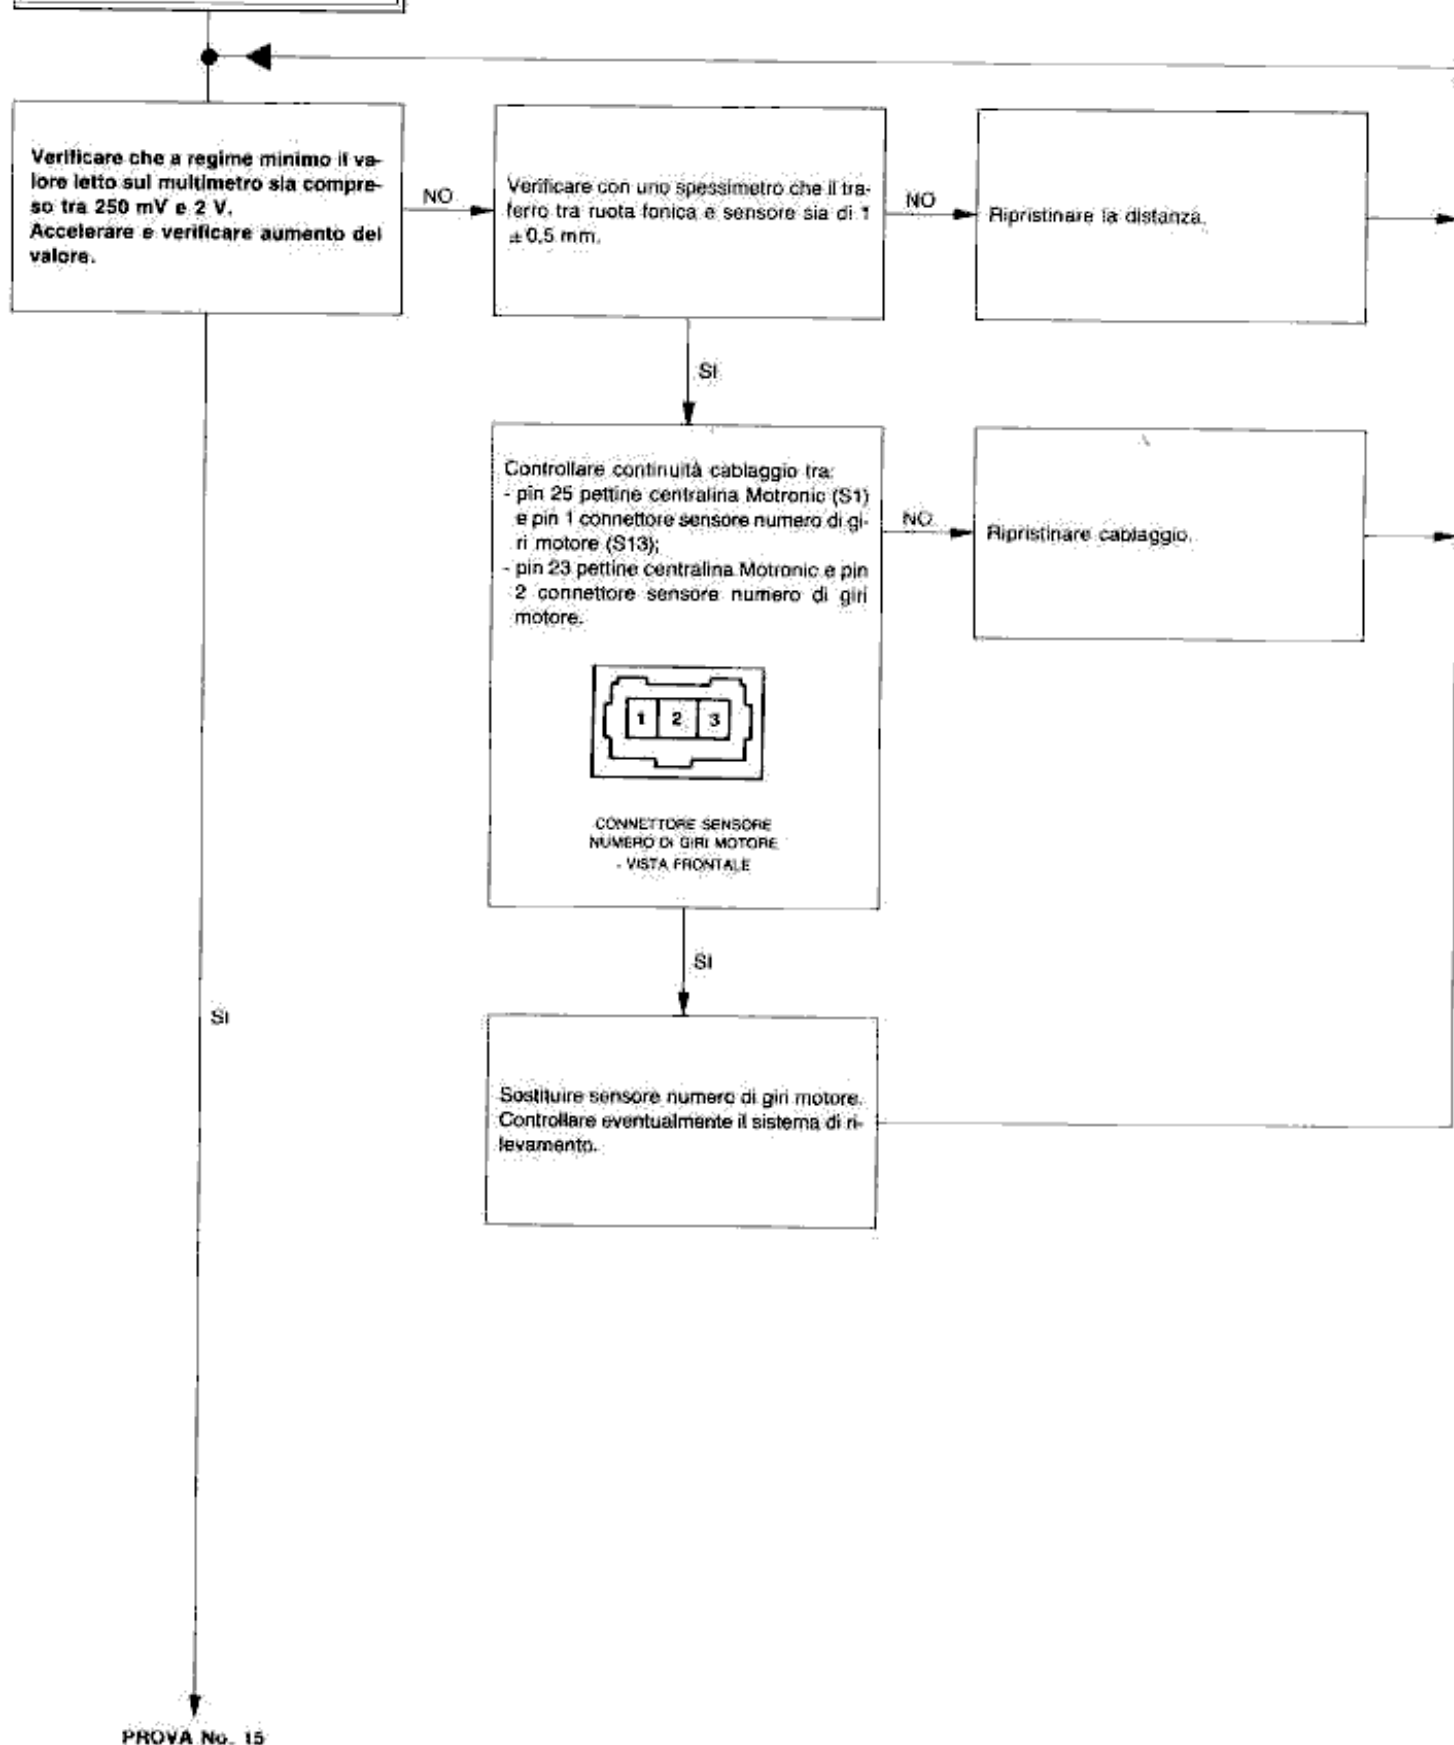 Verificare che a regime minimo il va-
lore letto sul multimetro sia compre-
so tra 250 mV e 2 V.
Accelerare e verificare aumento del
valore.
NO
Verificare con uno spessimetro che il tra-
ferro tra ruota fonica e sensore sia di 1
± 0,5 mm.
NO
Ripristinare la distanza.
SI
Controllare continuità cablaggio tra:
- pin 25 pettine centralina Motronic (S1)
e pin 1 connettore sensore numero di gi-
ri motore (S13);
- pin 23 pettine centralina Motronic e pin
2 connettore sensore numero di giri
motore.
NO
Ripristinare cablaggio.
1 2 3
CONNETTORE SENSORE
NUMERO DI GIRI MOTORE
- VISTA FRONTALE
SI
SI
Sostituire sensore numero di giri motore.
Controllare eventualmente il sistema di ri-
levamento.
PROVA No. 15